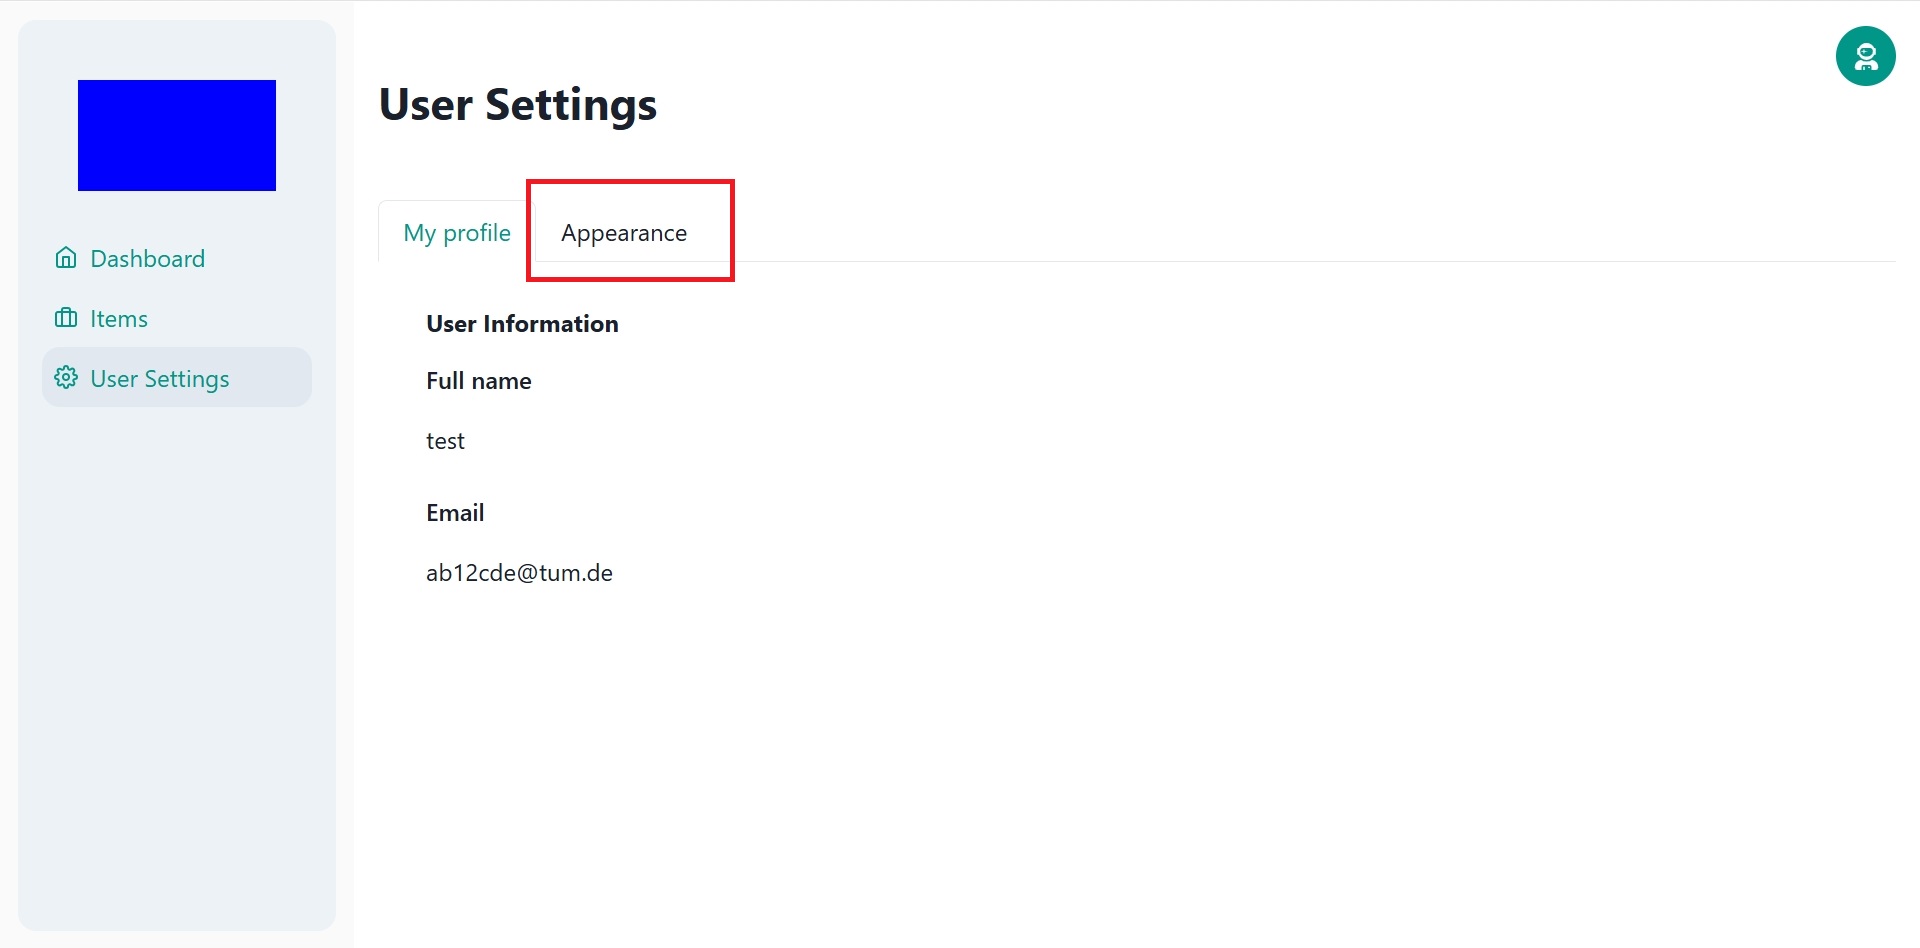 Dashboard
Items
User Settings
User Settings
My profile
Appearance
User Information
Full name
test
Email
ab12cde@tum.de